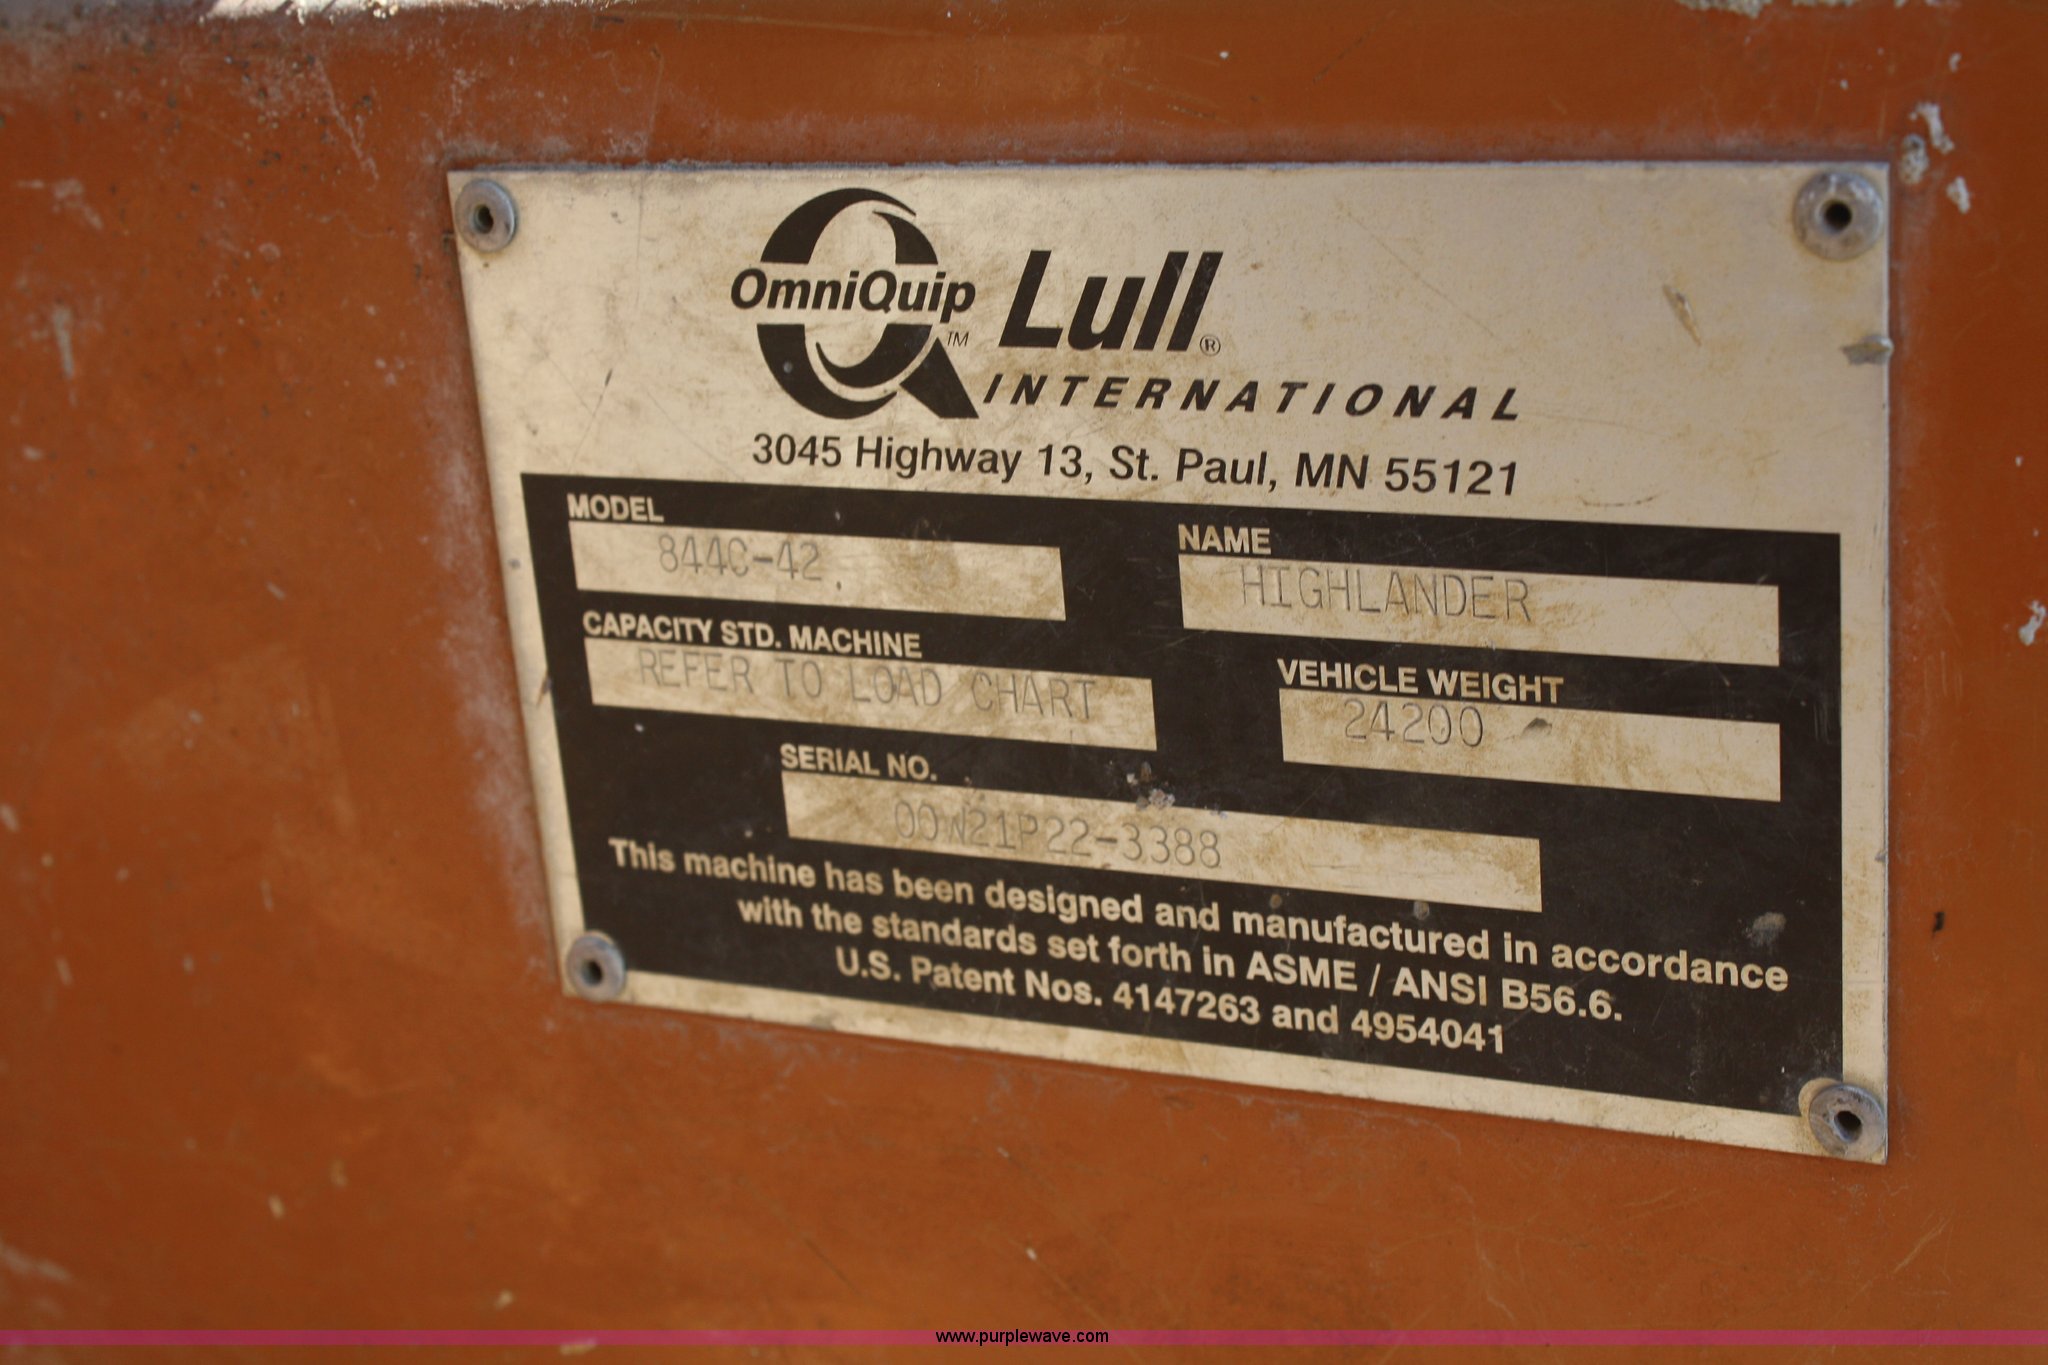 OmniQuip™
Lull®
INTERNATIONAL
3045 Highway 13, St. Paul, MN 55121
MODEL
844C-42.
NAME
HIGHLANDER
CAPACITY STD. MACHINE
REFER TO LOAD CHART
VEHICLE WEIGHT
24200
SERIAL NO.
00W21P22-3388
This machine has been designed and manufactured in accordance
with the standards set forth in ASME / ANSI B56.6.
U.S. Patent Nos. 4147263 and 4954041
www.purplewave.com